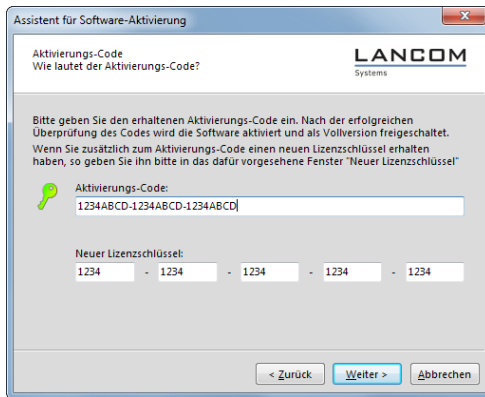 Assistent für Software-Aktivierung
Aktivierungs-Code
Wie lautet der Aktivierungs-Code?
LANCOM
Systems
Bitte geben Sie den erhaltenen Aktivierungs-Code ein. Nach der erfolgreichen
Überprüfung des Codes wird die Software aktiviert und als Vollversion freigeschaltet.
Wenn Sie zusätzlich zum Aktivierungs-Code einen neuen Lizenzschlüssel erhalten
haben, so geben Sie ihn bitte in das dafür vorgesehene Fenster "Neuer Lizenzschlüssel"
Aktivierungs-Code:
1234ABCD-1234ABCD-1234ABCD
Neuer Lizenzschlüssel:
1234 - 1234 - 1234 - 1234 - 1234
< Zurück Weiter > Abbrechen